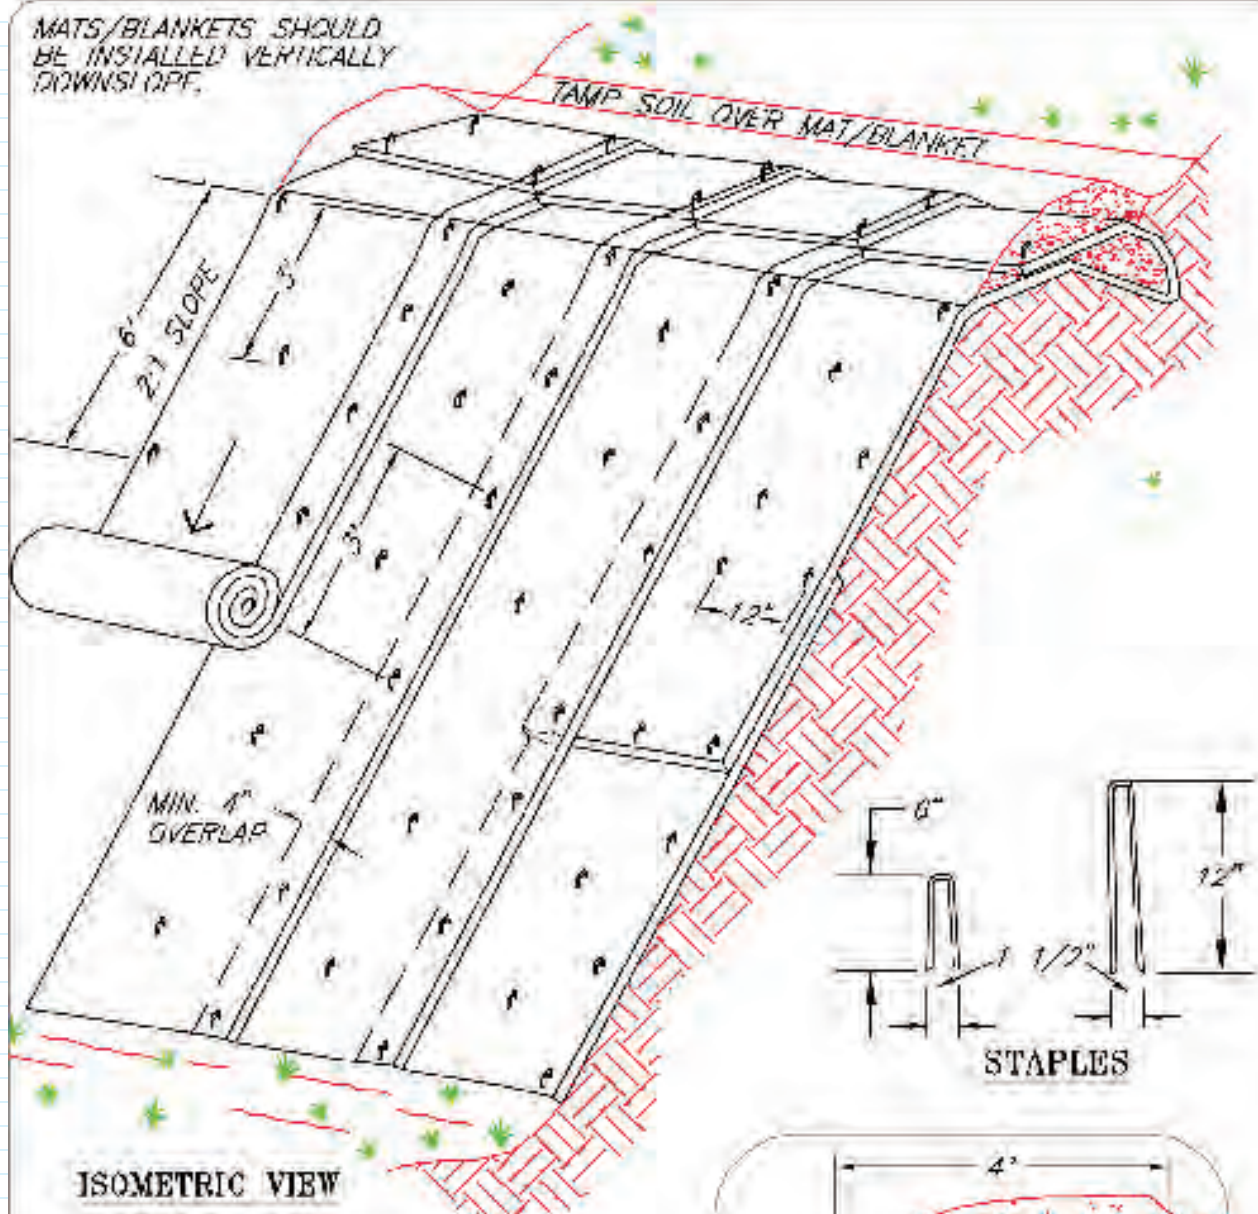 MATS/BLANKETS SHOULD
BE INSTALLED VERTICALLY
DOWNSLOPE.
TAMP SOIL OVER MAT/BLANKET
6'
2:1 SLOPE
3'
3'
12"
MIN. 4"
OVERLAP
6"
12"
1 1/2"
STAPLES
ISOMETRIC VIEW
4"